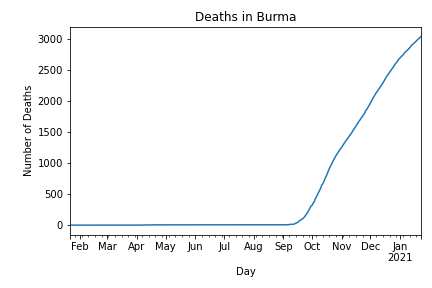 Deaths in Burma
3000
2500
2000
1500
1000
500
0
Number of Deaths
Feb Mar Apr May Jun Jul Aug Sep Oct Nov Dec Jan
2021
Day